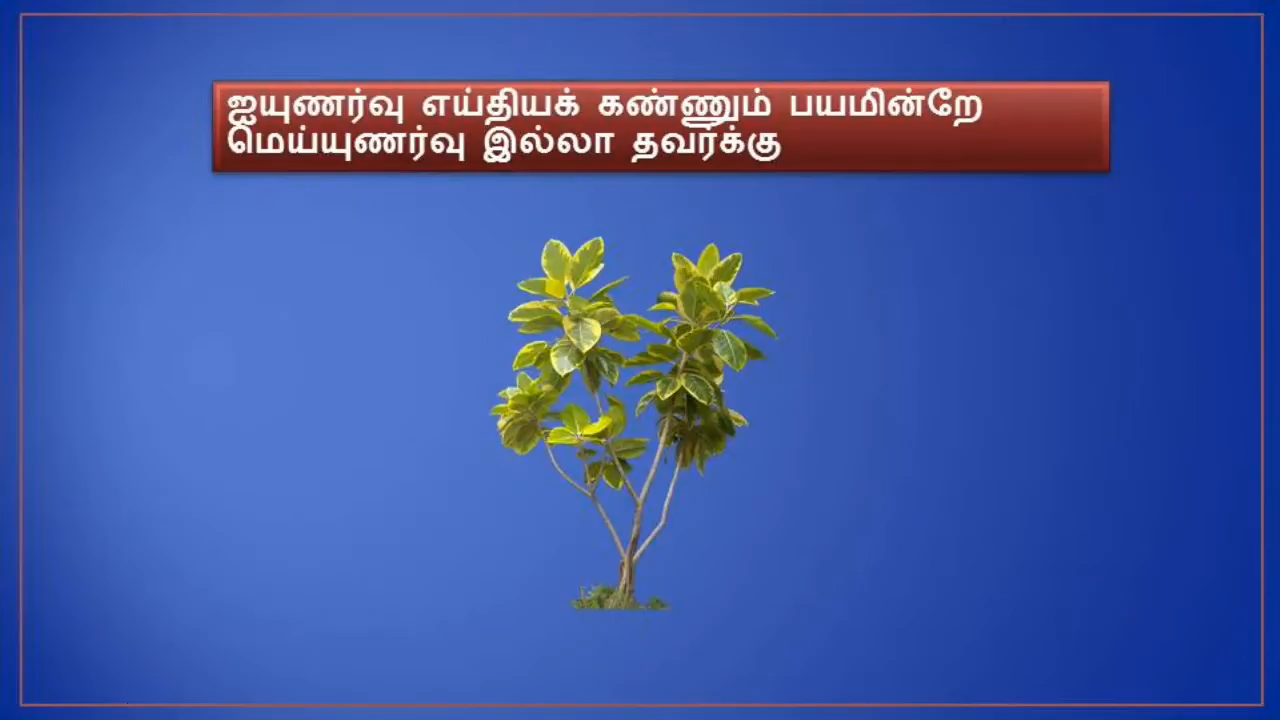 ஐயுணர்வு எய்தியக் கண்ணும் பயமின்றே
மெய்யுணர்வு இல்லா தவர்க்கு